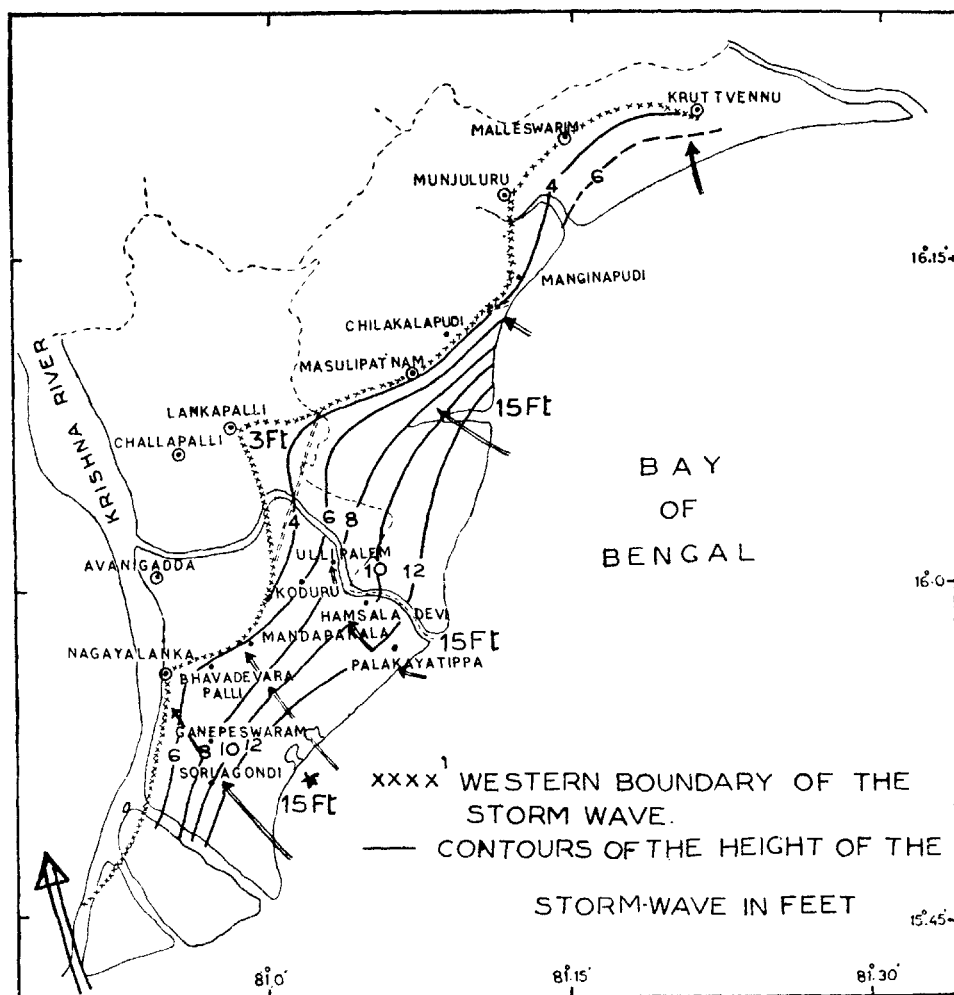 KRUTTVENNU
MALLESWARIM
MUNJULURU
4
6
16°.15'
MANGINAPUDI
CHILAKALAPUDI
MASULIPATNAM
15Ft
LANKAPALLI
3Ft
CHALLAPALLI
KRISHNA RIVER
BAY
OF
BENGAL
4
6
8
ULLIPALEM
10
12
AVANIGADDA
16°.0'
KODURU
HAMSALA DEVI
MANDAPAKALA
15Ft
NAGAYALANKA
PALAKAYATIPPA
BHAVADEVARA
PALLI
GANEPESWARAM
6
8
10
12
SORLAGONDI
15Ft
xxxx' WESTERN BOUNDARY OF THE
STORM WAVE.
— CONTOURS OF THE HEIGHT OF THE
STORM-WAVE IN FEET
15°.45'
81°.0'
81°.15'
81°.30'